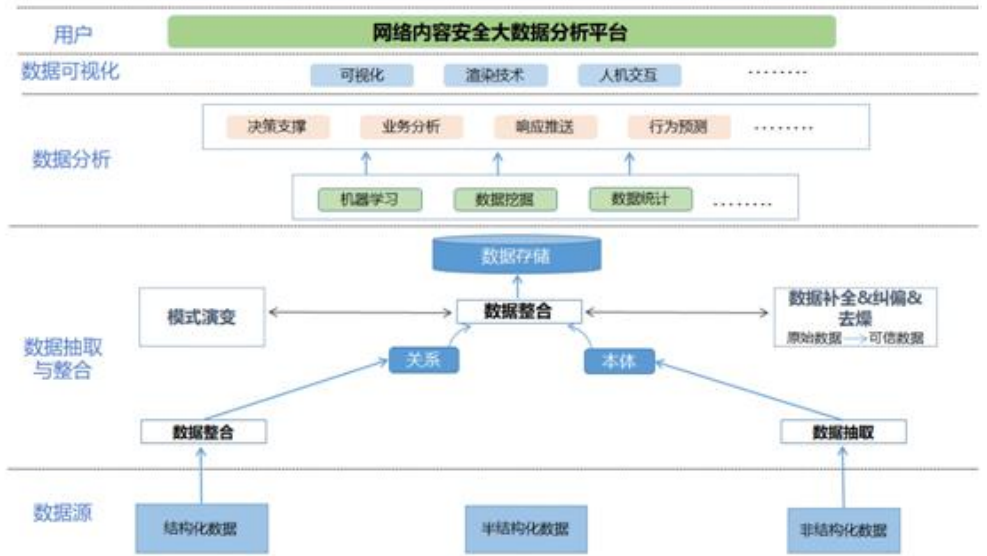 用户
网络内容安全大数据分析平台
数据可视化
可视化
渲染技术
人机交互
........
决策支撑
业务分析
响应推送
行为预测
........
数据分析
机器学习
数据挖掘
数据统计
........
数据存储
模式演变
数据整合
数据补全&纠偏&
去燥
原始数据
可信数据
数据抽取
与整合
关系
本体
数据整合
数据抽取
数据源
结构化数据
半结构化数据
非结构化数据